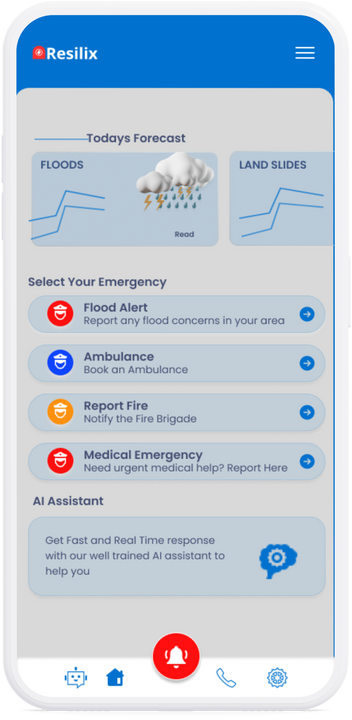 Resilix
Todays Forecast
FLOODS
LAND SLIDES
Read
Select Your Emergency
Flood Alert
Report any flood concerns in your area
Ambulance
Book an Ambulance
Report Fire
Notify the Fire Brigade
Medical Emergency
Need urgent medical help? Report Here
AI Assistant
Get Fast and Real Time response
with our well trained AI assistant to
help you